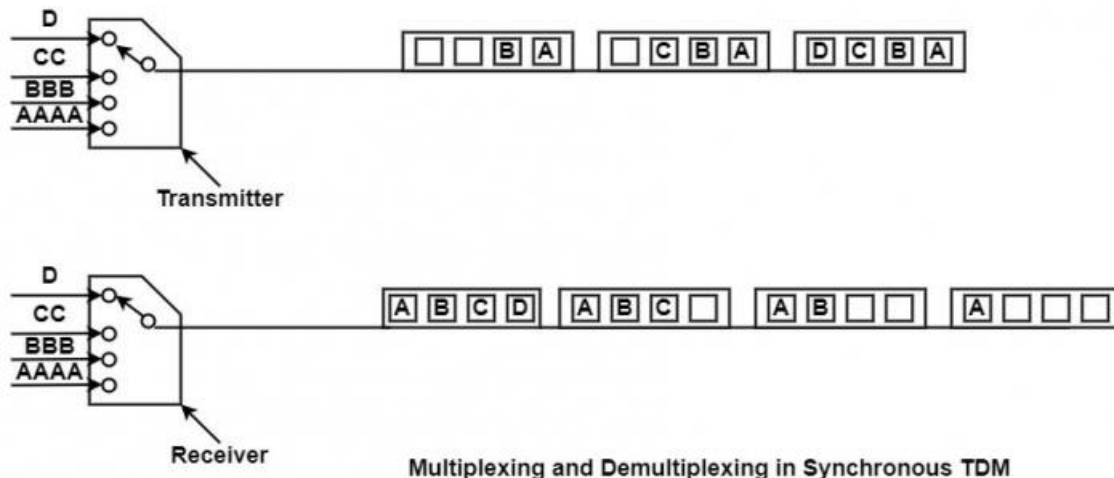 D
CC
BBB
AAAA
B A C B A D C B A
Transmitter
D
CC
BBB
AAAA
A B C D A B C A B A
Receiver
Multiplexing and Demultiplexing in Synchronous TDM